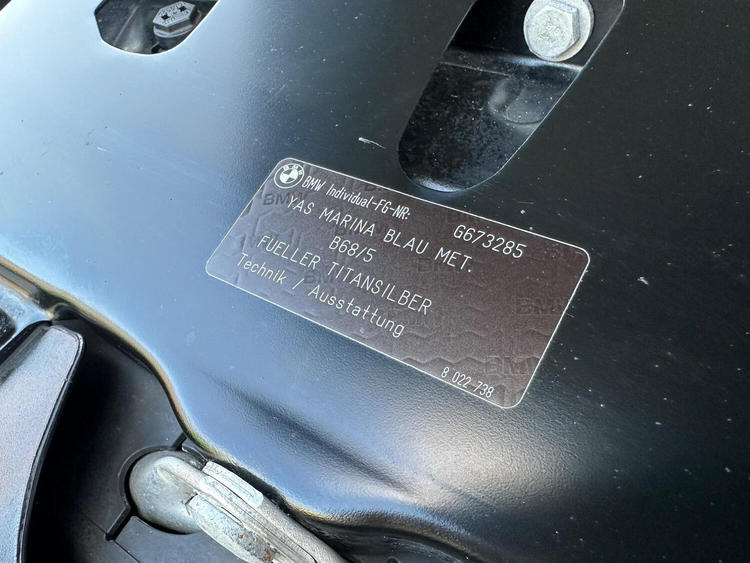 BMW Individual-FG-NR: G673285
YAS MARINA BLAU MET.
B68/5
FUELLER TITANSILBER
Technik / Ausstattung
8 022 738